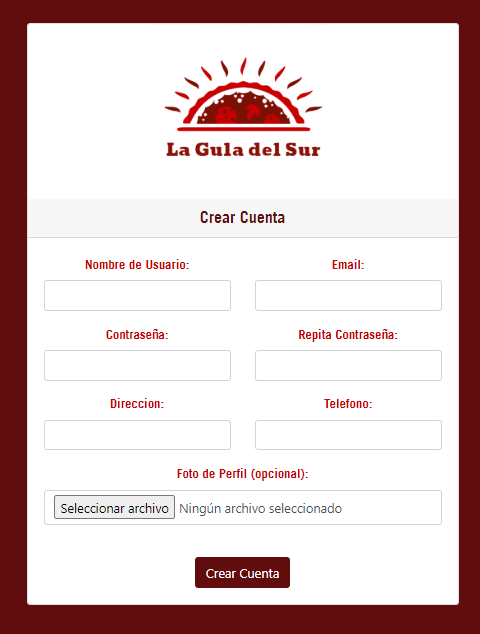 La Gula del Sur
Crear Cuenta
Nombre de Usuario:
Email:
Contraseña:
Repita Contraseña:
Direccion:
Telefono:
Foto de Perfil (opcional):
Seleccionar archivo Ningún archivo seleccionado
Crear Cuenta